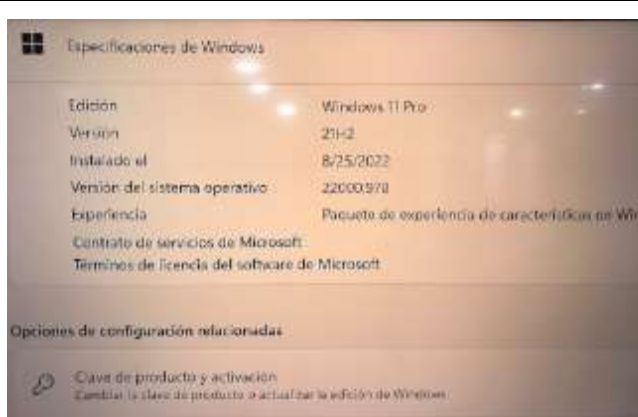 Especificaciones de Windows
Edición Windows 11 Pro
Versión 21H2
Instalado el 8/25/2022
Versión del sistema operativo 22000.978
Experiencia Paquete de experiencia de características de Win
Contrato de servicios de Microsoft
Términos de licencia del software de Microsoft
Opciones de configuración relacionadas
Clave de producto y activación
Cambiar la clave de producto o actualizar la edición de Windows